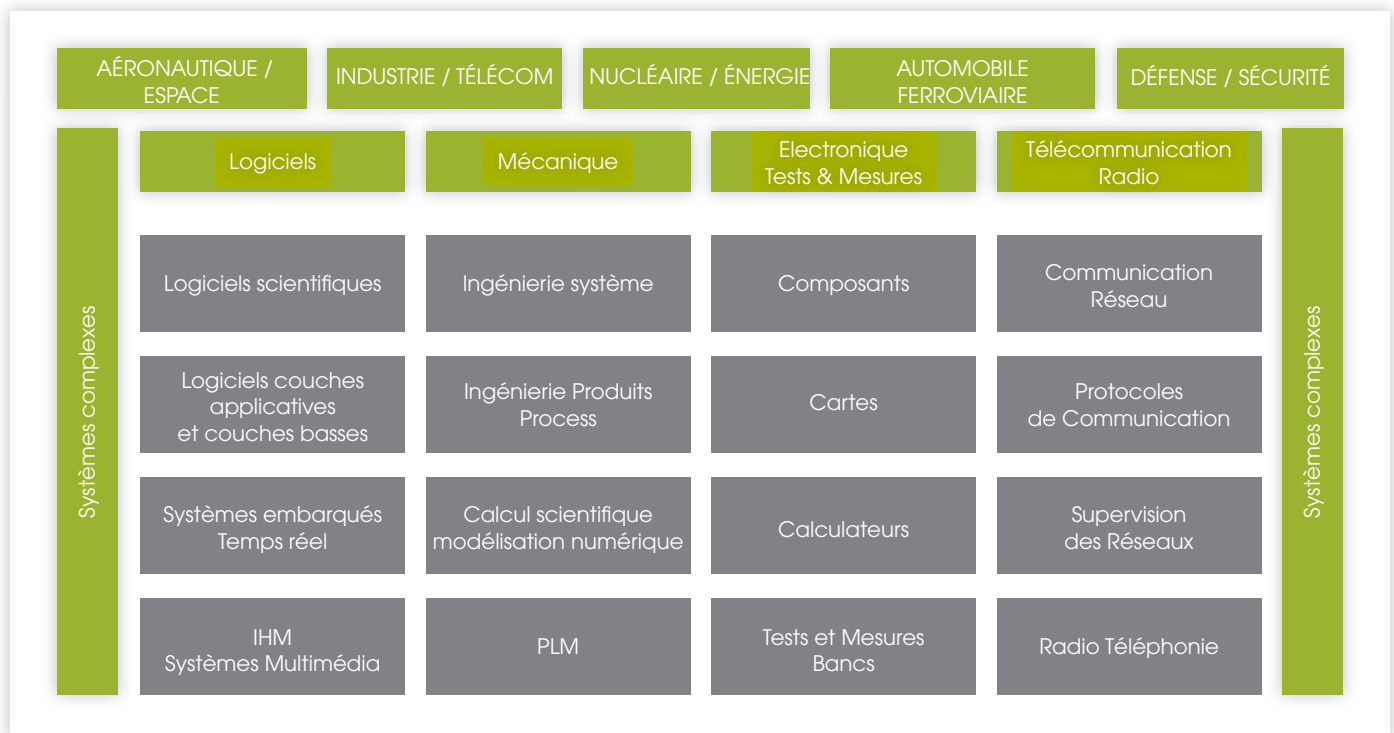 AÉRONAUTIQUE /
ESPACE
INDUSTRIE / TÉLÉCOM
NUCLÉAIRE / ÉNERGIE
AUTOMOBILE
FERROVIAIRE
DÉFENSE / SÉCURITÉ
Systèmes complexes
Logiciels
Mécanique
Electronique
Tests & Mesures
Télécommunication
Radio
Logiciels scientifiques
Ingénierie système
Composants
Communication
Réseau
Logiciels couches
applicatives
et couches basses
Ingénierie Produits
Process
Cartes
Protocoles
de Communication
Systèmes embarqués
Temps réel
Calcul scientifique
modélisation numérique
Calculateurs
Supervision
des Réseaux
IHM
Systèmes Multimédia
PLM
Tests et Mesures
Bancs
Radio Téléphonie
Systèmes complexes